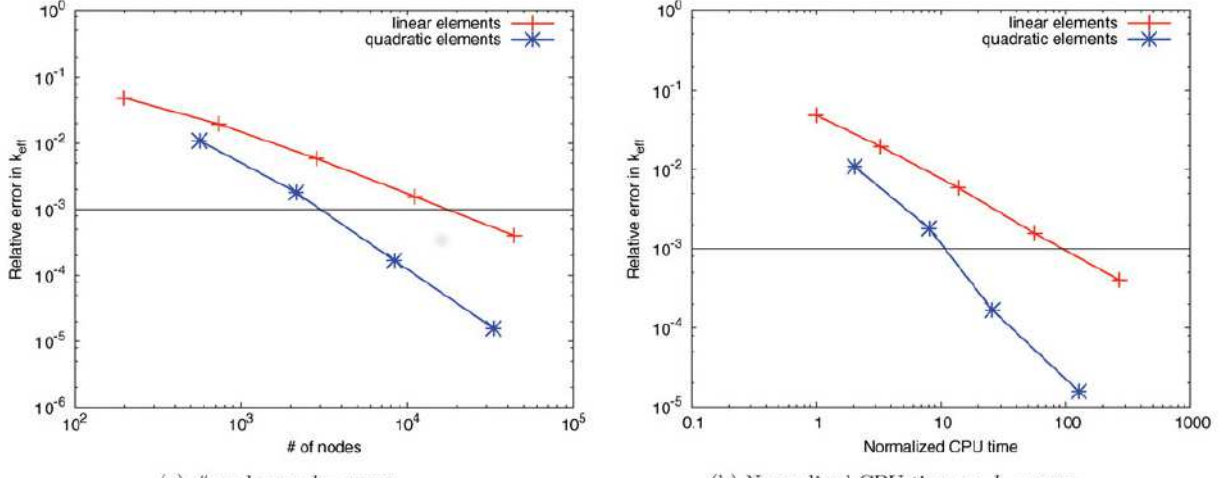 10^0
10^-1
10^-2
10^-3
10^-4
10^-5
10^-6
10^2
10^3
10^4
10^5
Relative error in k_eff
# of nodes
linear elements
quadratic elements
10^0
10^-1
10^-2
10^-3
10^-4
10^-5
0.1
1
10
100
1000
Relative error in k_eff
Normalized CPU time
linear elements
quadratic elements